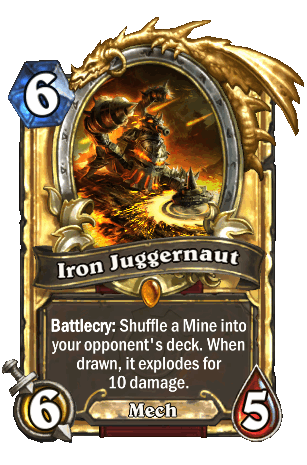 6
Iron Juggernaut
Battlecry: Shuffle a Mine into
your opponent's deck. When
drawn, it explodes for
10 damage.
6
Mech
5